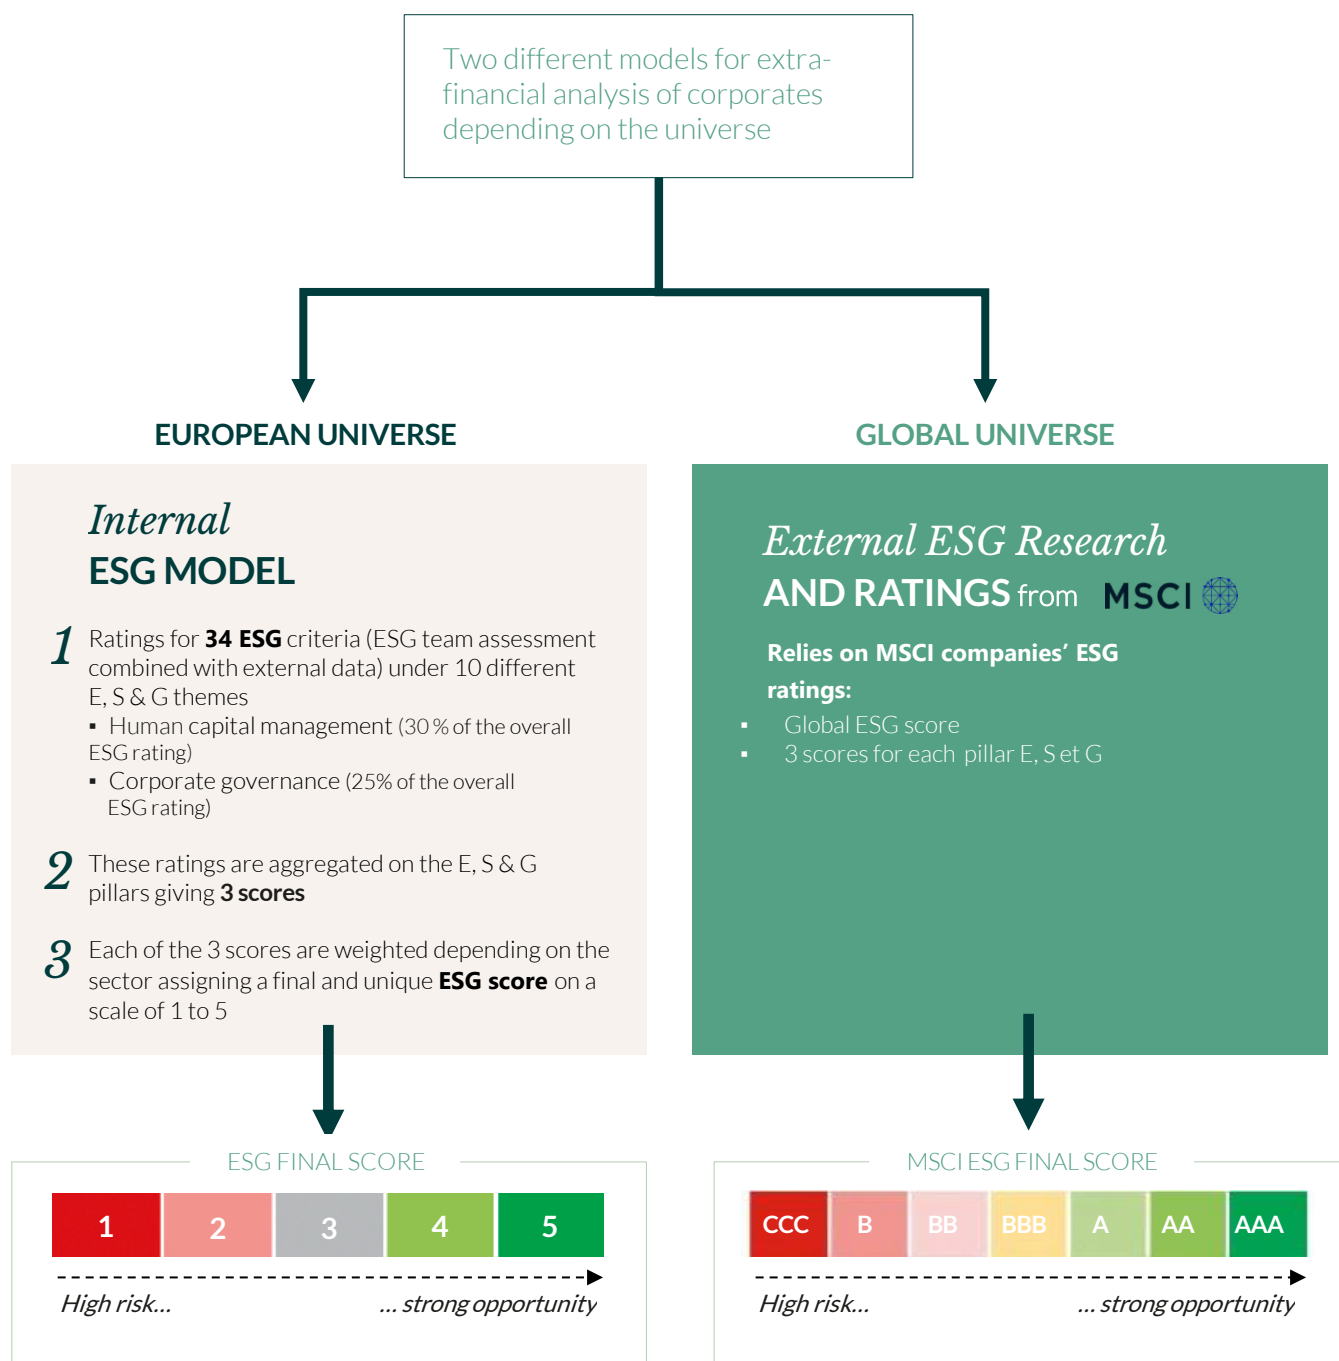 Two different models for extra-
financial analysis of corporates
depending on the universe
EUROPEAN UNIVERSE
Internal
ESG MODEL
1 Ratings for 34 ESG criteria (ESG team assessment
combined with external data) under 10 different
E, S & G themes
▪ Human capital management (30 % of the overall
ESG rating)
▪ Corporate governance (25% of the overall
ESG rating)
2 These ratings are aggregated on the E, S & G
pillars giving 3 scores
3 Each of the 3 scores are weighted depending on the
sector assigning a final and unique ESG score on a
scale of 1 to 5
ESG FINAL SCORE
1 2 3 4 5
High risk... ... strong opportunity
GLOBAL UNIVERSE
External ESG Research
AND RATINGS from MSCI
Relies on MSCI companies’ ESG
ratings:
▪ Global ESG score
▪ 3 scores for each pillar E, S et G
MSCI ESG FINAL SCORE
CCC B BB BBB A AA AAA
High risk... ... strong opportunity